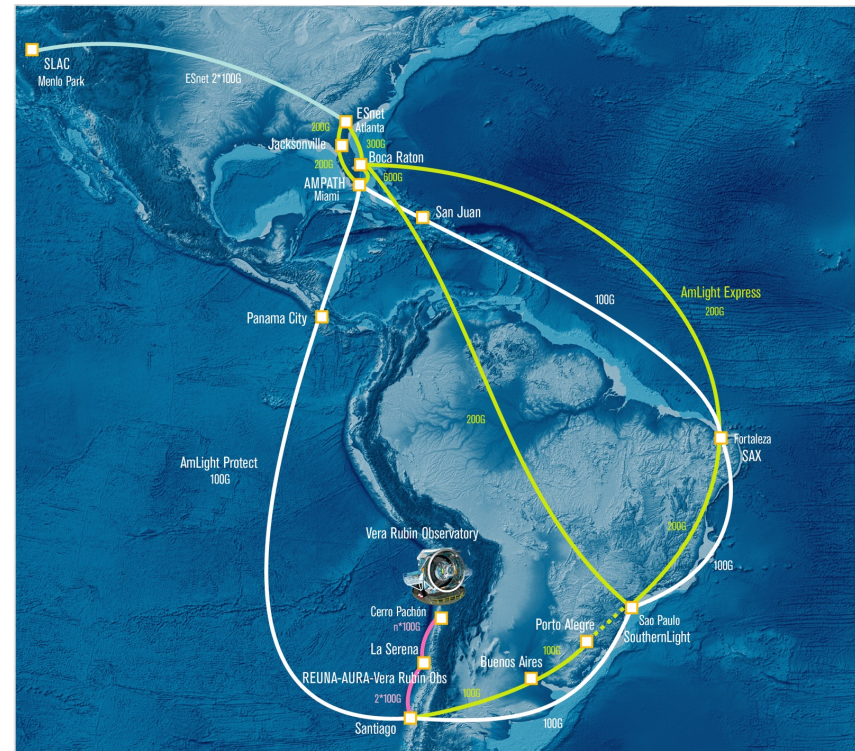 SLAC
Menlo Park
ESnet 2*100G
ESnet
Atlanta
200G
300G
Jacksonville
200G
Boca Raton
600G
AMPATH
Miami
San Juan
100G
AmLight Express
200G
Panama City
200G
Fortaleza
SAX
AmLight Protect
100G
200G
Vera Rubin Observatory
100G
Cerro Pachón
n*100G
Sao Paulo
SouthernLight
Porto Alegre
100G
La Serena
Buenos Aires
REUNA-AURA-Vera Rubin Obs
2*100G
100G
100G
Santiago